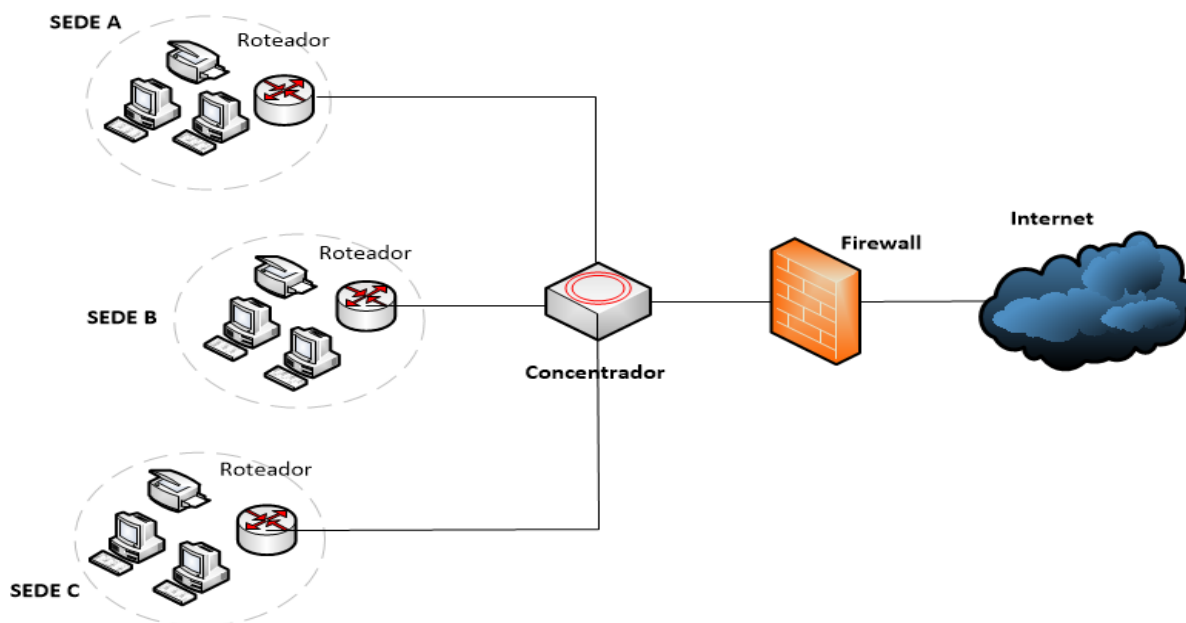 SEDE A
Roteador
Roteador
SEDE B
Concentrador
Firewall
Internet
Roteador
SEDE C